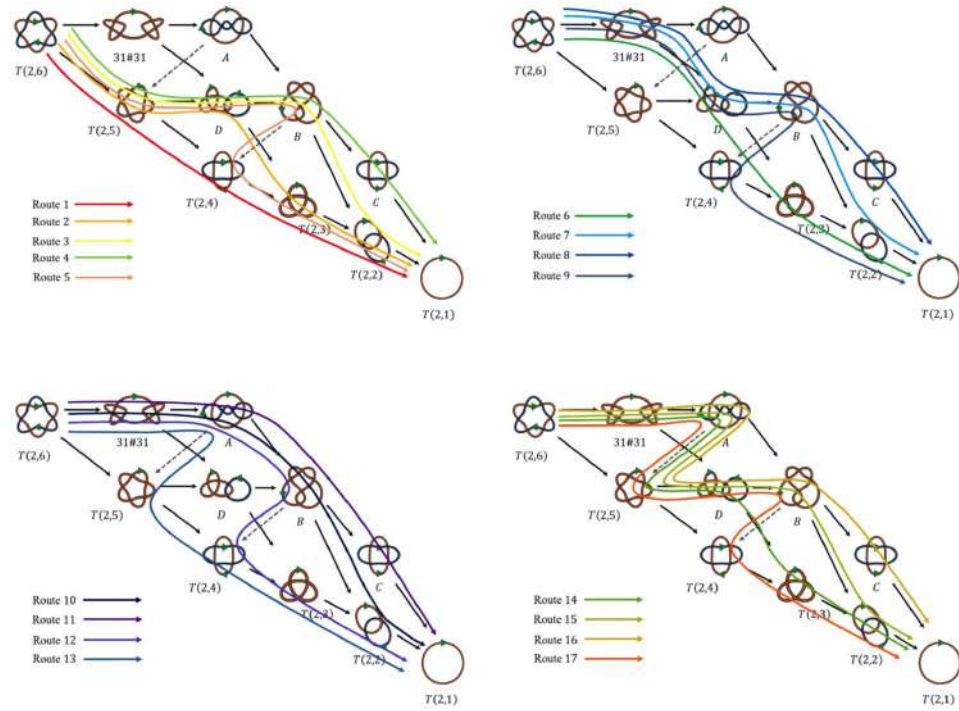 T(2,6)
31#31
A
T(2,5)
D
B
T(2,4)
C
T(2,3)
T(2,2)
T(2,1)
Route 1
Route 2
Route 3
Route 4
Route 5
T(2,6)
31#31
A
T(2,5)
D
B
T(2,4)
C
T(2,3)
T(2,2)
T(2,1)
Route 6
Route 7
Route 8
Route 9
T(2,6)
31#31
A
T(2,5)
D
B
T(2,4)
C
T(2,3)
T(2,2)
T(2,1)
Route 10
Route 11
Route 12
Route 13
T(2,6)
31#31
A
T(2,5)
D
B
T(2,4)
C
T(2,3)
T(2,2)
T(2,1)
Route 14
Route 15
Route 16
Route 17